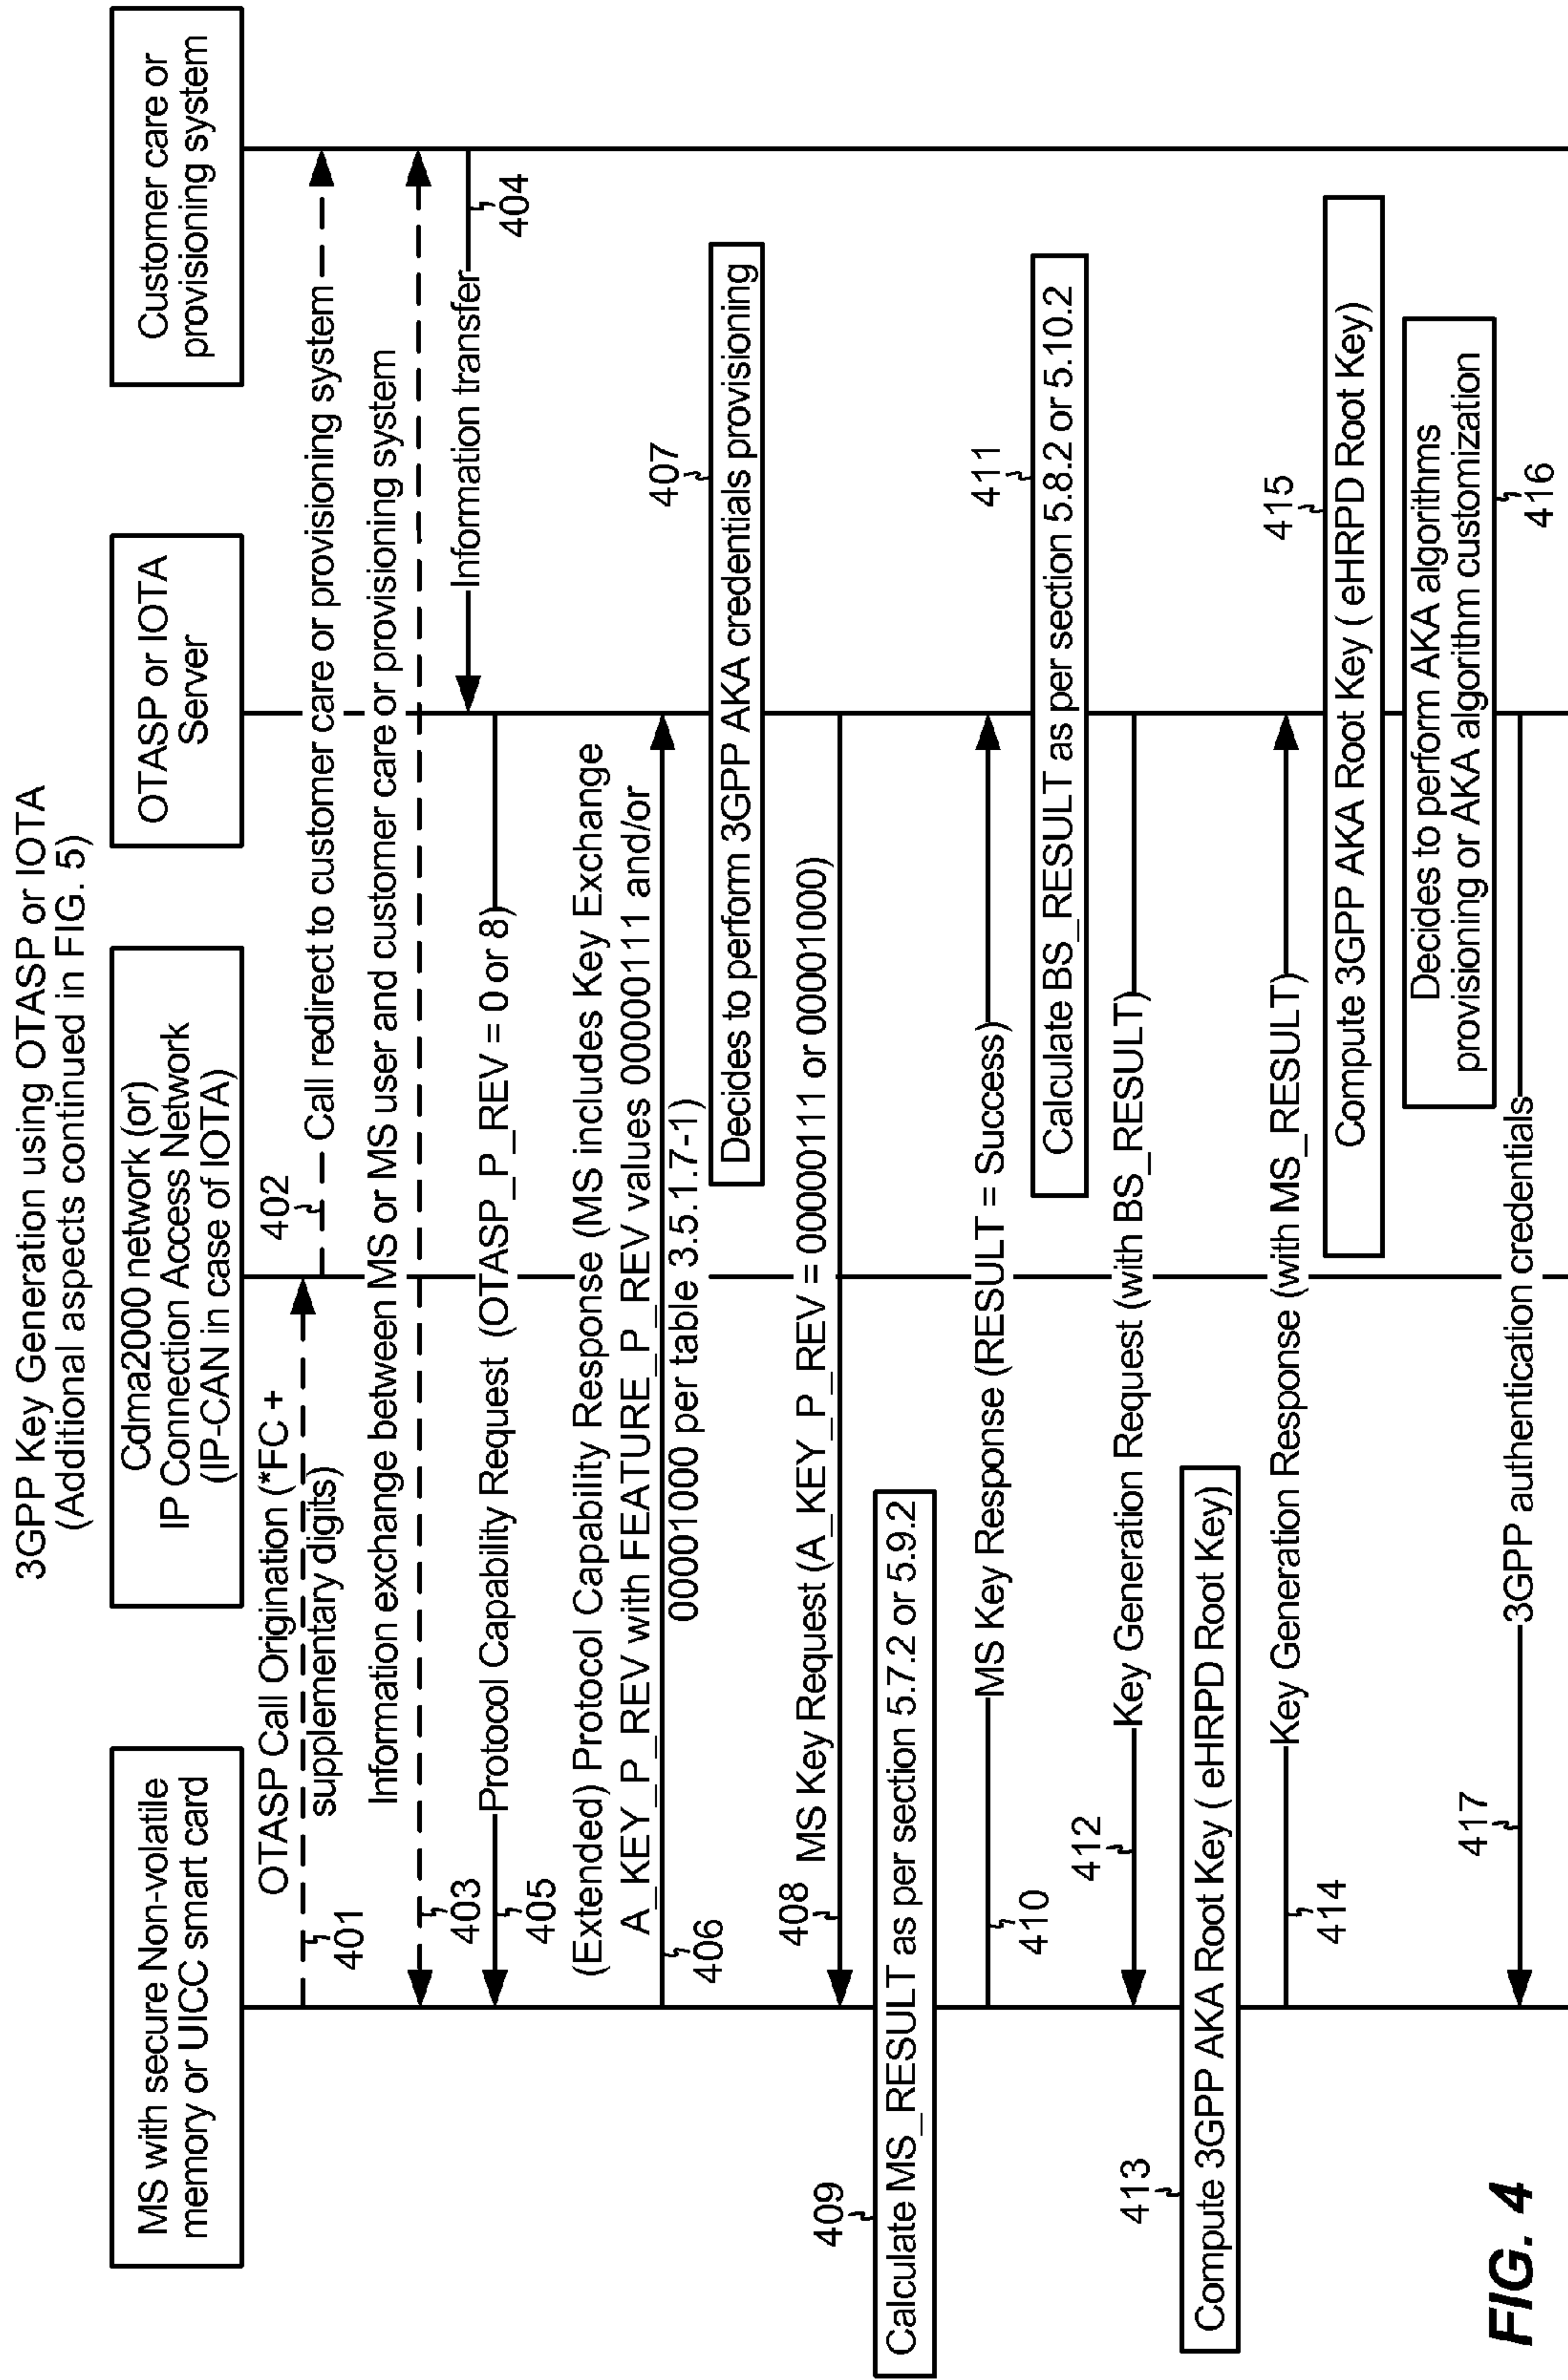 3GPP Key Generation using OTASP or IOTA
(Additional aspects continued in FIG. 5)
MS with secure Non-volatile
memory or UICC smart card
Cdma2000 network (or)
IP Connection Access Network
(IP-CAN in case of IOTA)
OTASP or IOTA
Server
Customer care or
provisioning system
OTASP Call Origination (*FC +
supplementary digits)
401
402
Call redirect to customer care or provisioning system
Information exchange between MS or MS user and customer care or provisioning system
403
Information transfer
404
Protocol Capability Request (OTASP_P_REV = 0 or 8)
405
(Extended) Protocol Capability Response (MS includes Key Exchange
A_KEY_P_REV with FEATURE_P_REV values 00000111 and/or
00001000 per table 3.5.1.7-1)
406
407
Decides to perform 3GPP AKA credentials provisioning
408
MS Key Request (A_KEY_P_REV = 00000111 or 00001000)
409
Calculate MS_RESULT as per section 5.7.2 or 5.9.2
MS Key Response (RESULT = Success)
410
411
Calculate BS_RESULT as per section 5.8.2 or 5.10.2
412
Key Generation Request (with BS_RESULT)
413
Compute 3GPP AKA Root Key ( eHRPD Root Key)
Key Generation Response (with MS_RESULT)
414
415
Compute 3GPP AKA Root Key ( eHRPD Root Key)
Decides to perform AKA algorithms
provisioning or AKA algorithm customization
416
417
3GPP authentication credentials
FIG. 4